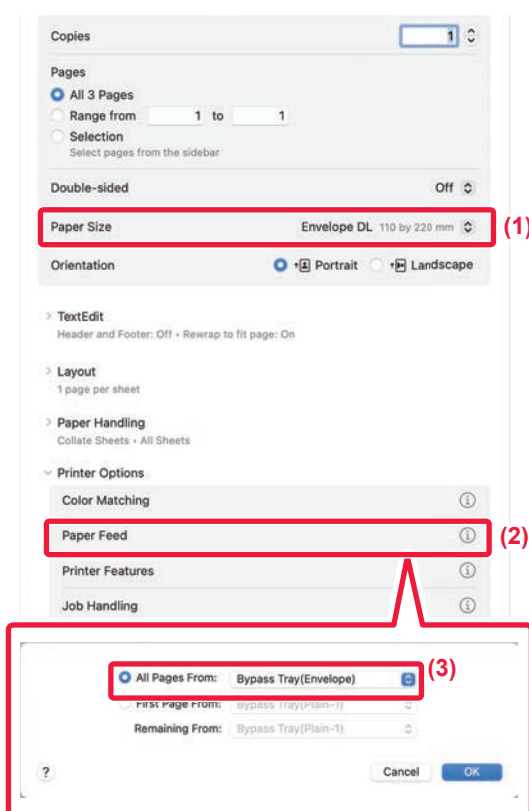 Copies 1
Pages
All 3 Pages
Range from 1 to 1
Selection
Select pages from the sidebar
Double-sided Off
Paper Size Envelope DL 110 by 220 mm (1)
Orientation Portrait Landscape
TextEdit
Header and Footer: Off • Rewrap to fit page: On
Layout
1 page per sheet
Paper Handling
Collate Sheets • All Sheets
Printer Options
Color Matching
Paper Feed (2)
Printer Features
Job Handling
All Pages From: Bypass Tray(Envelope) (3)
First Page From: Bypass Tray(Plain-1)
Remaining From: Bypass Tray(Plain-1)
? Cancel OK